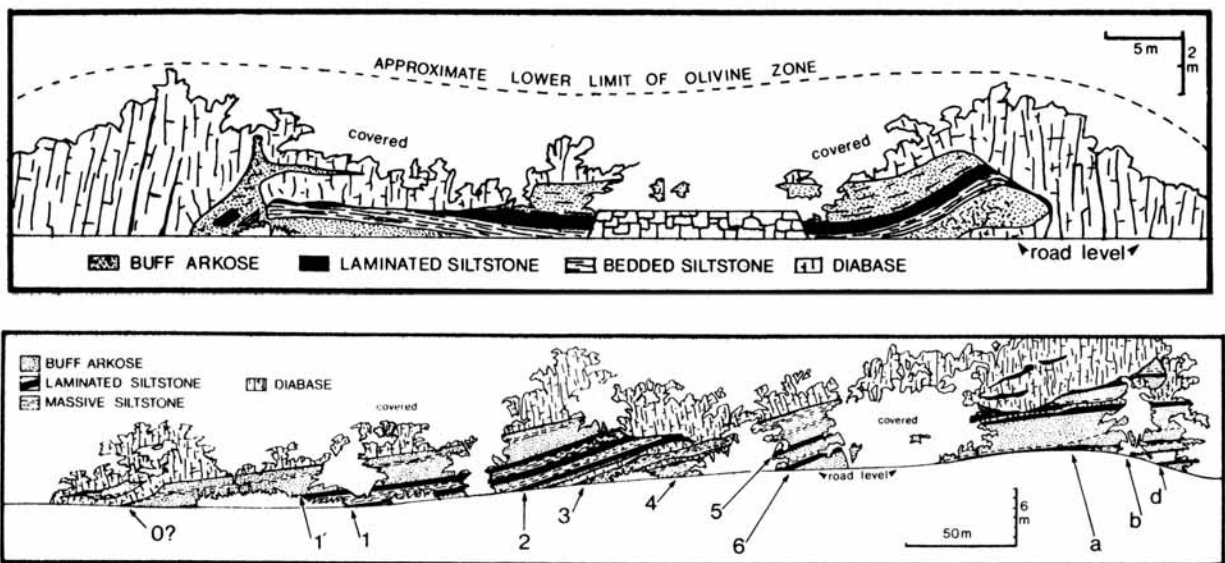 5 m
2 m
APPROXIMATE LOWER LIMIT OF OLIVINE ZONE
covered
covered
BUFF ARKOSE LAMINATED SILTSTONE BEDDED SILTSTONE DIABASE
road level
BUFF ARKOSE
LAMINATED SILTSTONE DIABASE
MASSIVE SILTSTONE
covered
covered
road level
0? 1' 1 2 3 4 5 6 a b d
50 m
6 m